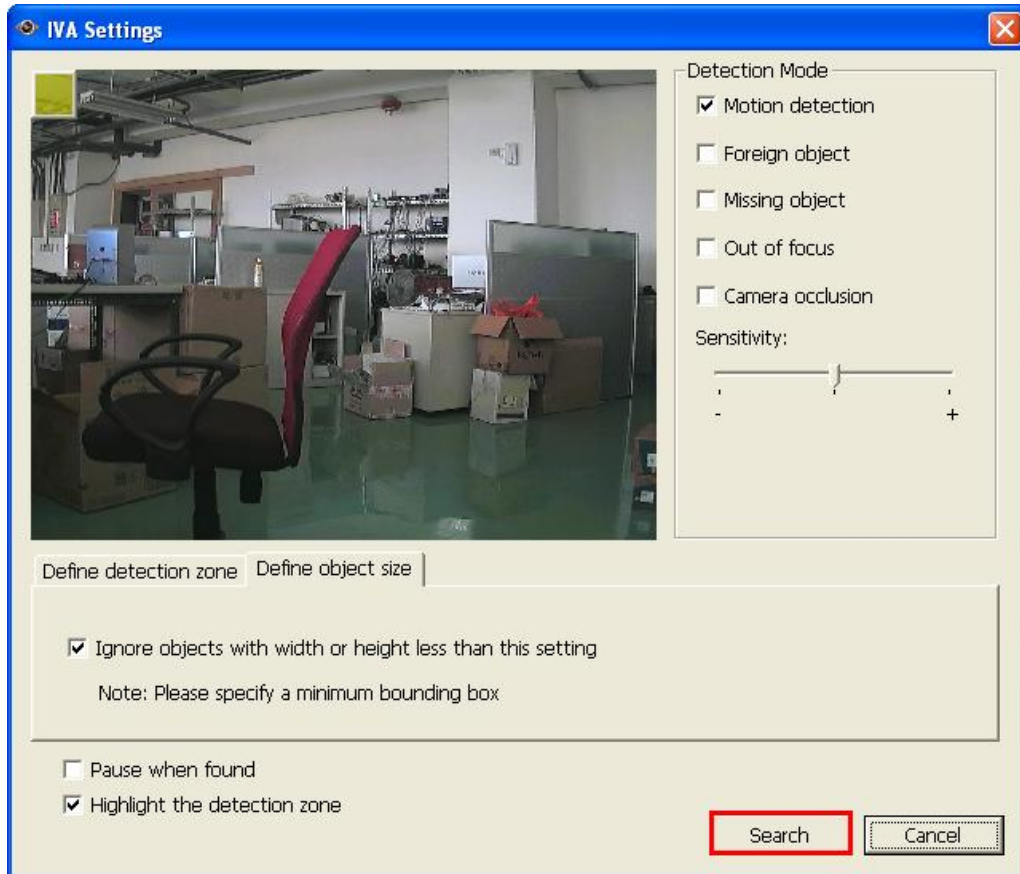 IVA Settings
Detection Mode
Motion detection
Foreign object
Missing object
Out of focus
Camera occlusion
Sensitivity:
- +
Define detection zone Define object size
Ignore objects with width or height less than this setting
Note: Please specify a minimum bounding box
Pause when found
Highlight the detection zone
Search Cancel